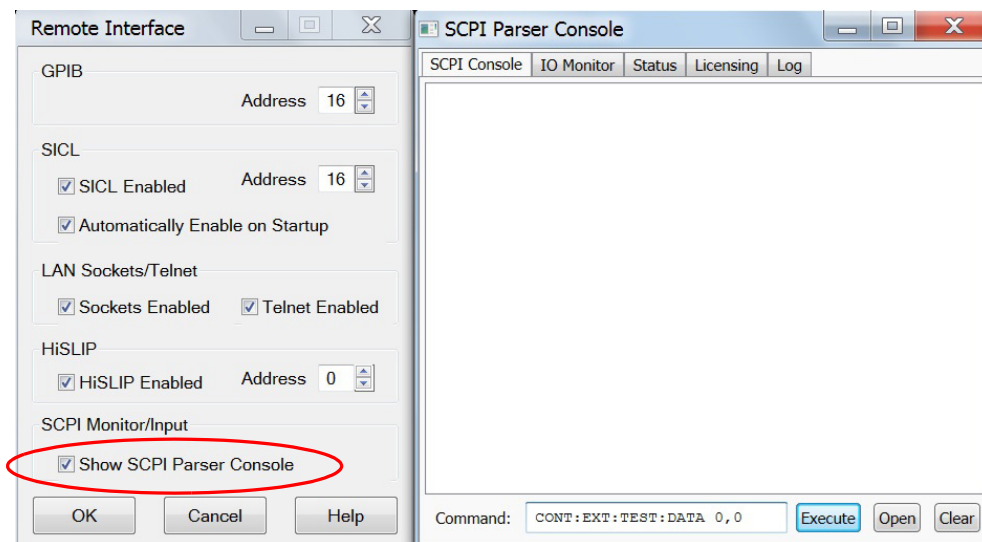 Remote Interface
GPIB
Address 16
SICL
SICL Enabled Address 16
Automatically Enable on Startup
LAN Sockets/Telnet
Sockets Enabled Telnet Enabled
HiSLIP
HiSLIP Enabled Address 0
SCPI Monitor/Input
Show SCPI Parser Console
OK Cancel Help
SCPI Parser Console
SCPI Console IO Monitor Status Licensing Log
Command: CONT:EXT:TEST:DATA 0,0 Execute Open Clear